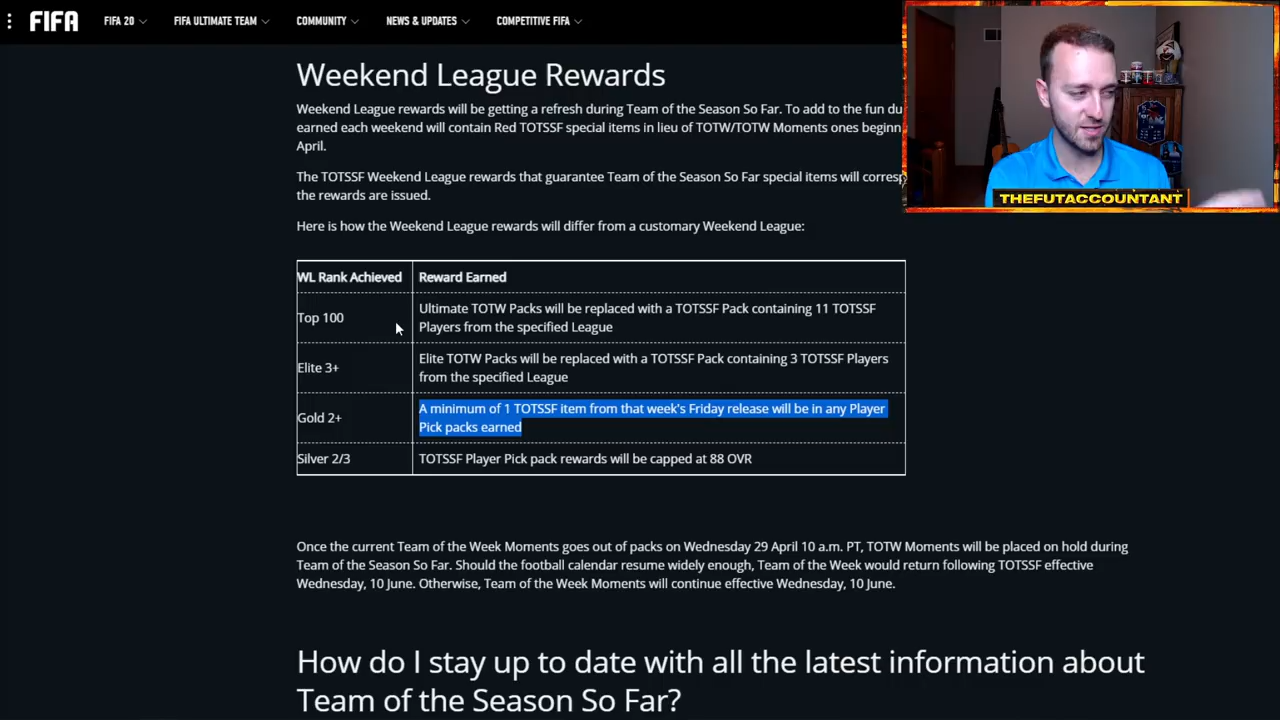 FIFA
FIFA 20
FIFA ULTIMATE TEAM
COMMUNITY
NEWS & UPDATES
COMPETITIVE FIFA
Weekend League Rewards
Weekend League rewards will be getting a refresh during Team of the Season So Far. To add to the fun du
earned each weekend will contain Red TOTSSF special items in lieu of TOTW/TOTW Moments ones beginn
April.
The TOTSSF Weekend League rewards that guarantee Team of the Season So Far special items will corresp
the rewards are issued.
Here is how the Weekend League rewards will differ from a customary Weekend League:
WL Rank Achieved
Reward Earned
Top 100
Ultimate TOTW Packs will be replaced with a TOTSSF Pack containing 11 TOTSSF
Players from the specified League
Elite 3+
Elite TOTW Packs will be replaced with a TOTSSF Pack containing 3 TOTSSF Players
from the specified League
Gold 2+
A minimum of 1 TOTSSF item from that week's Friday release will be in any Player
Pick packs earned
Silver 2/3
TOTSSF Player Pick pack rewards will be capped at 88 OVR
Once the current Team of the Week Moments goes out of packs on Wednesday 29 April 10 a.m. PT, TOTW Moments will be placed on hold during
Team of the Season So Far. Should the football calendar resume widely enough, Team of the Week would return following TOTSSF effective
Wednesday, 10 June. Otherwise, Team of the Week Moments will continue effective Wednesday, 10 June.
How do I stay up to date with all the latest information about
Team of the Season So Far?
THEFUTACCOUNTANT